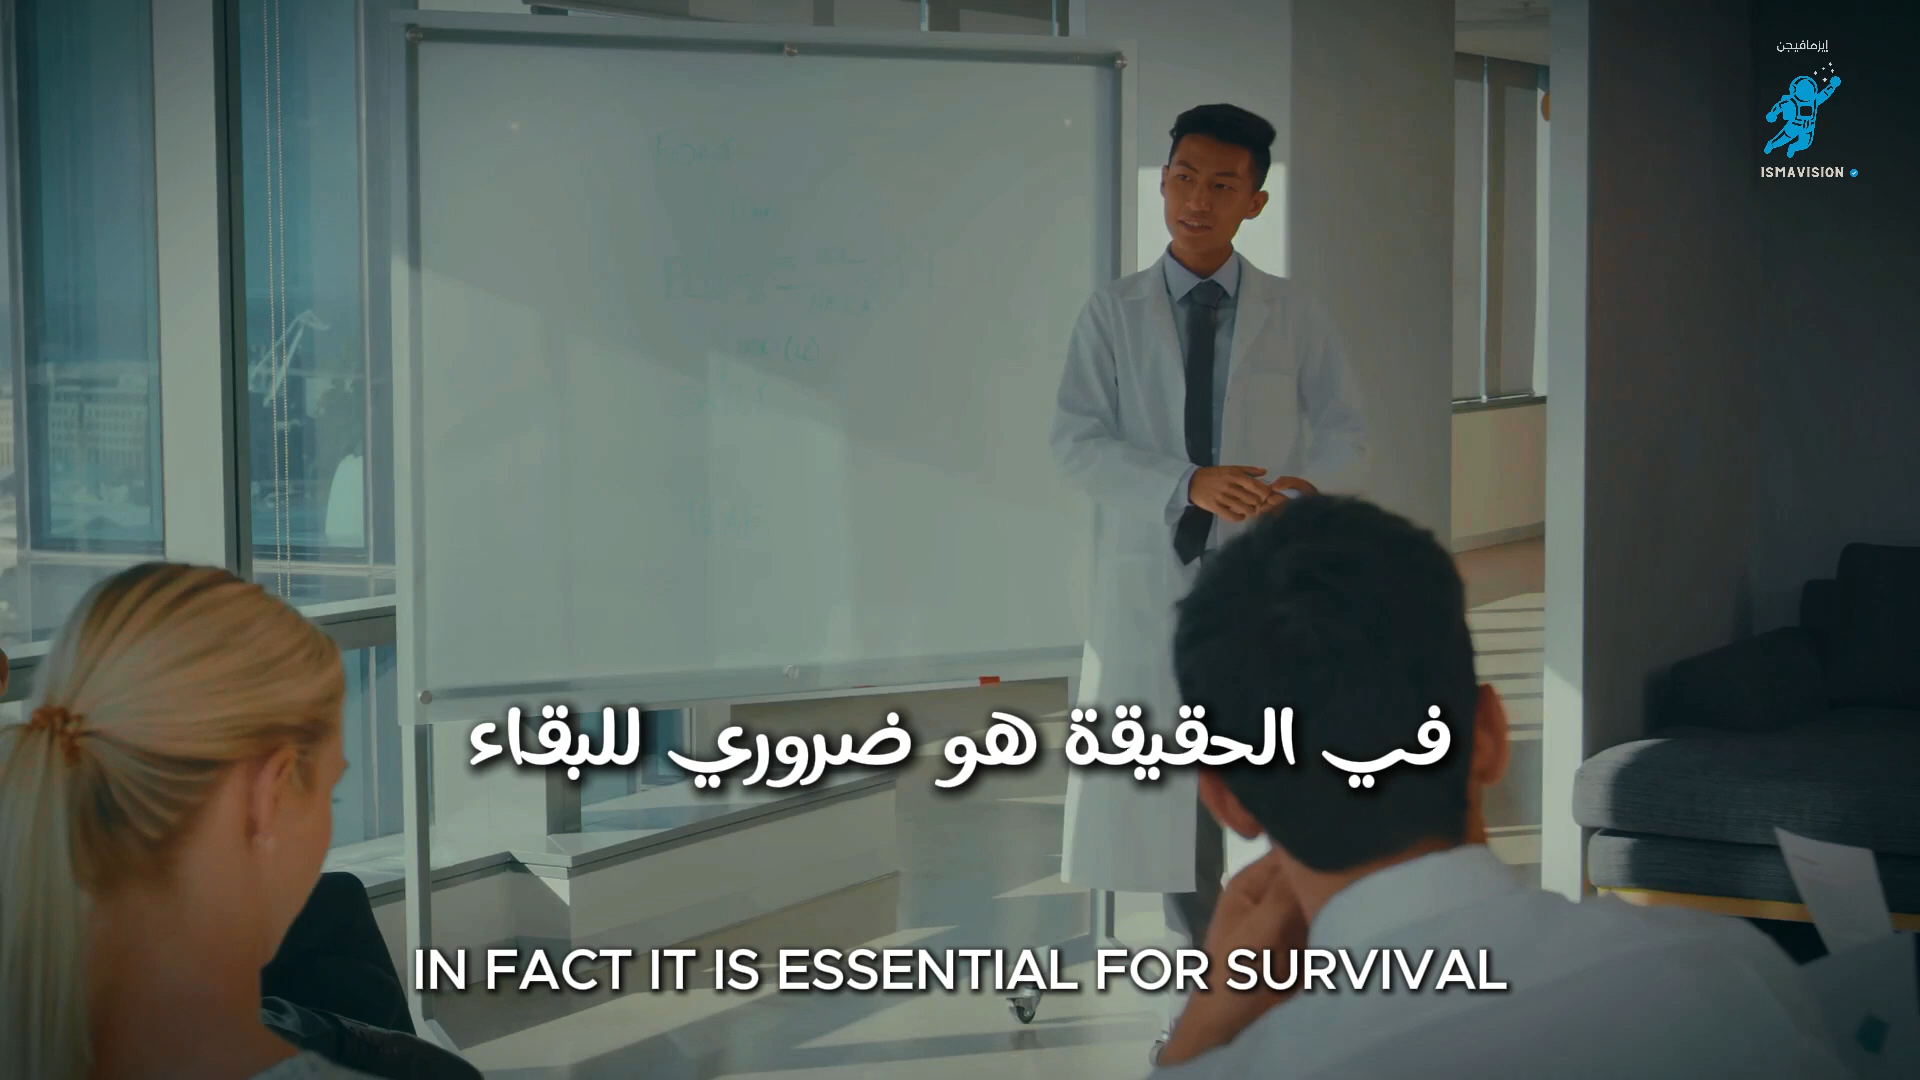 إيزمافيجن
ISMAVISION
في الحقيقة هو ضروري للبقاء
IN FACT IT IS ESSENTIAL FOR SURVIVAL